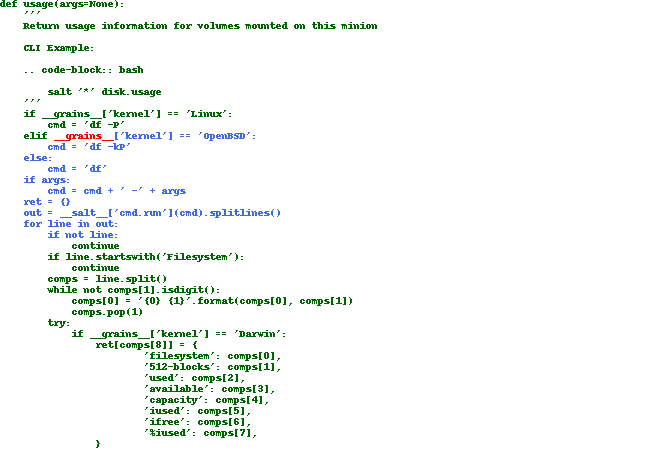 def usage(args=None):
    '''
    Return usage information for volumes mounted on this minion

    CLI Example:

    .. code-block:: bash

        salt '*' disk.usage
    '''
    if __grains__['kernel'] == 'Linux':
        cmd = 'df -P'
    elif __grains__['kernel'] == 'OpenBSD':
        cmd = 'df -kP'
    else:
        cmd = 'df'
    if args:
        cmd = cmd + ' -' + args
    ret = {}
    out = __salt__['cmd.run'](cmd).splitlines()
    for line in out:
        if not line:
            continue
        if line.startswith('Filesystem'):
            continue
        comps = line.split()
        while not comps[1].isdigit():
            comps[0] = '{0} {1}'.format(comps[0], comps[1])
            comps.pop(1)
        try:
            if __grains__['kernel'] == 'Darwin':
                ret[comps[8]] = {
                        'filesystem': comps[0],
                        '512-blocks': comps[1],
                        'used': comps[2],
                        'available': comps[3],
                        'capacity': comps[4],
                        'iused': comps[5],
                        'ifree': comps[6],
                        '%iused': comps[7],
                }